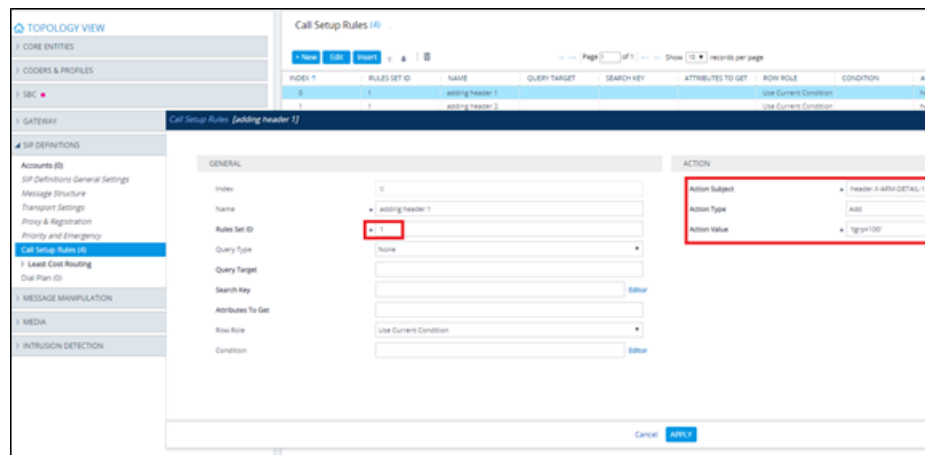 TOPOLOGY VIEW
CORE ENTITIES
CODERS & PROFILES
SBC
GATEWAY
SIP DEFINITIONS
Accounts (0)
SIP Definitions General Settings
Message Structure
Transport Settings
Proxy & Registration
Priority and Emergency
Call Setup Rules (4)
Least Cost Routing
Dial Plan (0)
MESSAGE MANIPULATION
MEDIA
INTRUSION DETECTION
Call Setup Rules (4)
+ New Edit Insert
Page 1 of 1 Show 10 records per page
INDEX RULES SET ID NAME QUERY TARGET SEARCH KEY ATTRIBUTES TO GET ROW ROLE CONDITION A
0 1 adding header 1 Use Current Condition
1 1 adding header 2 Use Current Condition
Call Setup Rules [adding header 1]
GENERAL
Index 0
Name adding header 1
Rules Set ID 1
Query Type None
Query Target
Search Key Editor
Attributes To Get
Row Role Use Current Condition
Condition Editor
ACTION
Action Subject header.X-ARM-DETAIL-1
Action Type Add
Action Value 'tgrp=100'
Cancel APPLY